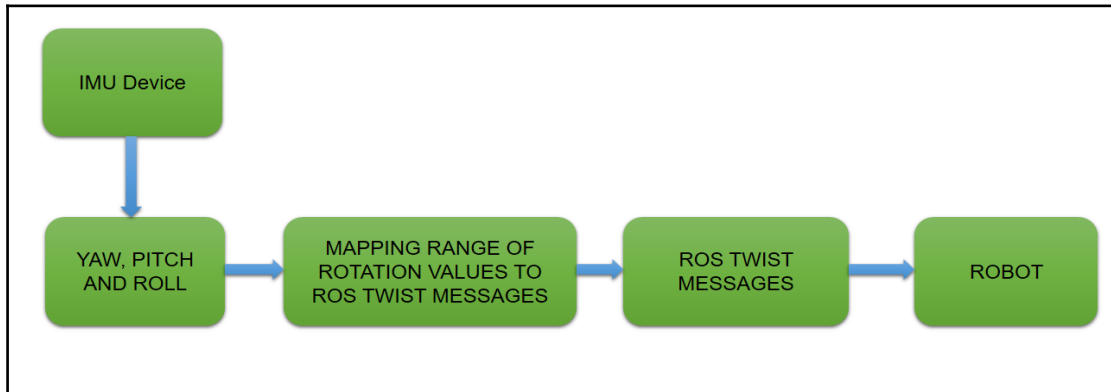 IMU Device
YAW, PITCH
AND ROLL
MAPPING RANGE OF
ROTATION VALUES TO
ROS TWIST MESSAGES
ROS TWIST
MESSAGES
ROBOT